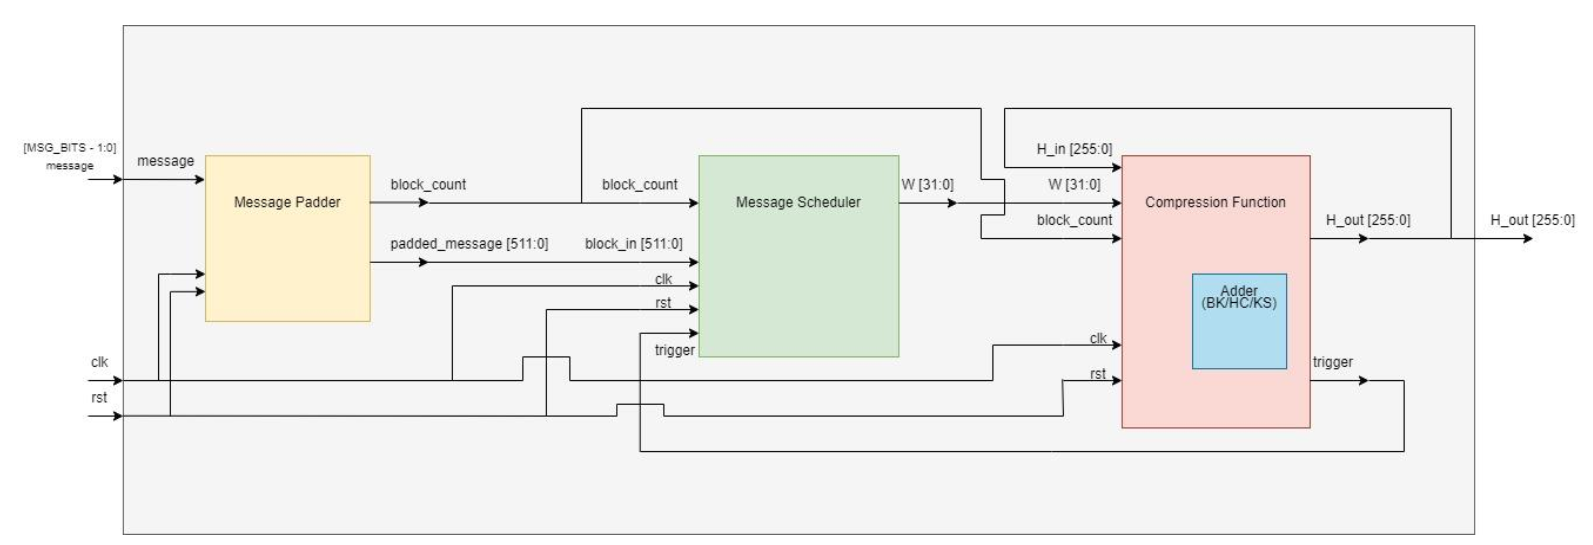 [MSG_BITS - 1:0]
message
message
Message Padder
block_count
padded_message [511:0]
block_count
block_in [511:0]
clk
rst
trigger
Message Scheduler
W [31:0]
H_in [255:0]
W [31:0]
block_count
clk
rst
Compression Function
Adder
(BK/HC/KS)
H_out [255:0]
trigger
H_out [255:0]
clk
rst